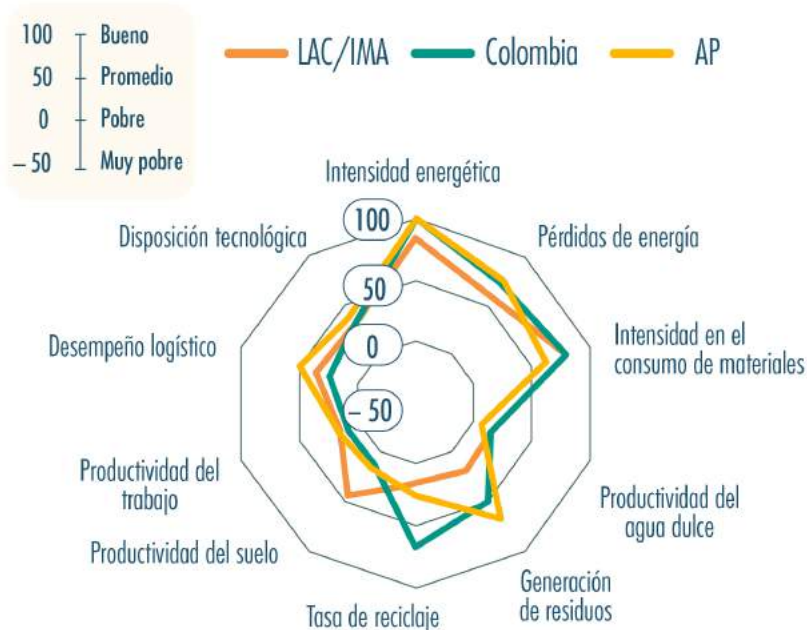 100 Bueno
50 Promedio
0 Pobre
– 50 Muy pobre
LAC/IMA Colombia AP
Intensidad energética
Disposición tecnológica
Pérdidas de energía
Desempeño logístico
Intensidad en el
consumo de materiales
100
50
0
– 50
Productividad del
trabajo
Productividad del
agua dulce
Productividad del suelo
Generación
de residuos
Tasa de reciclaje